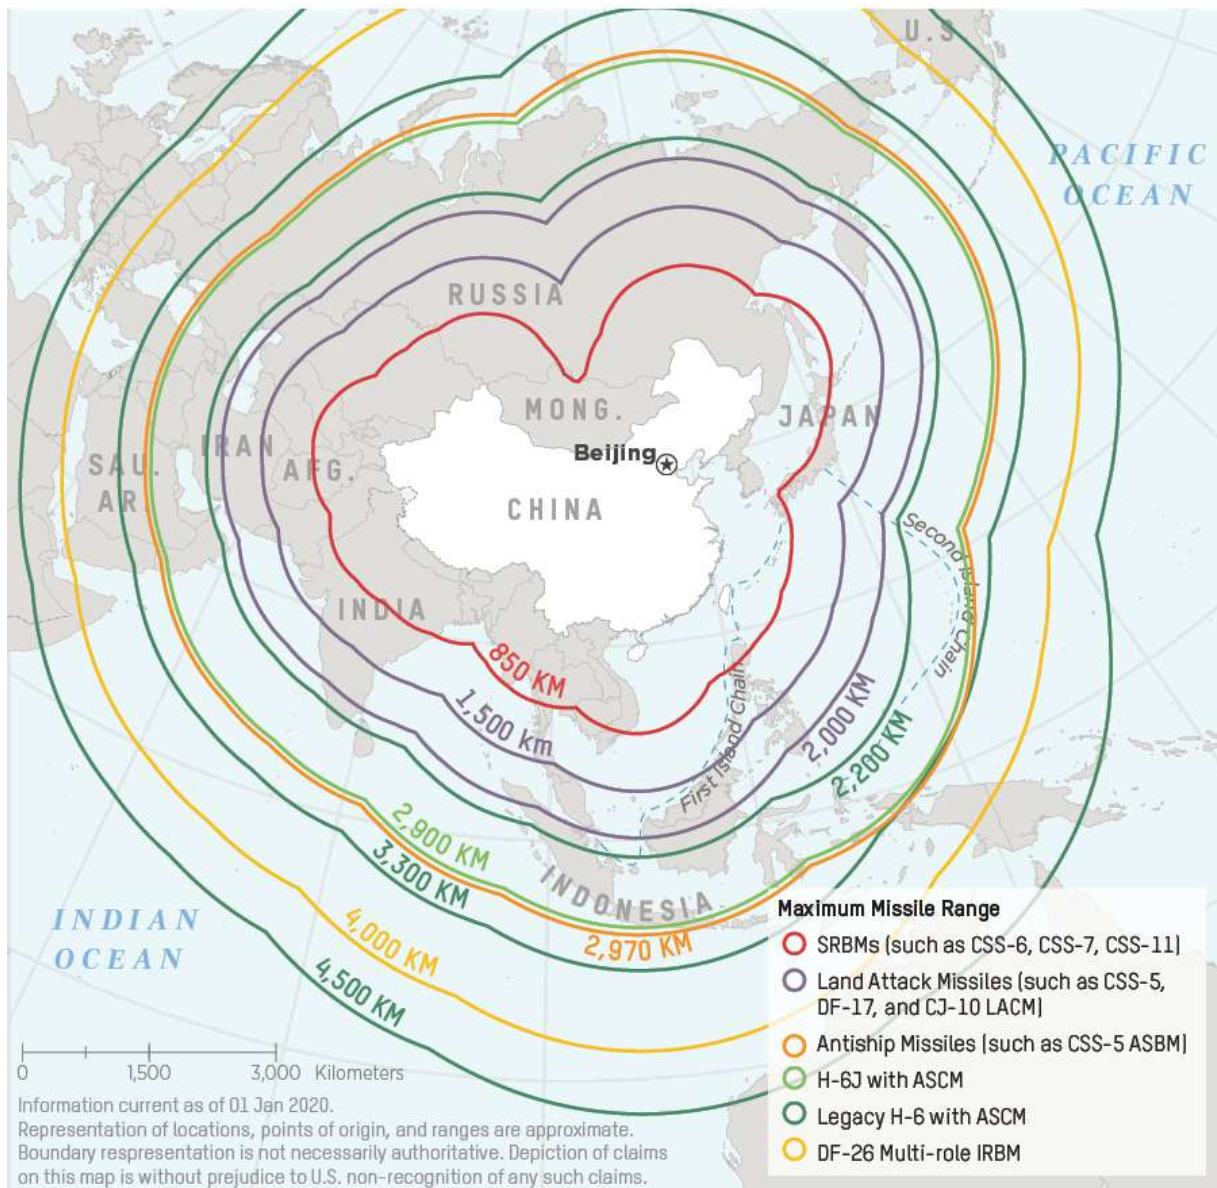 U.S
PACIFIC
OCEAN
RUSSIA
MONG.
JAPAN
IRAN
AFG.
SAU.
AR.
Beijing
CHINA
Second Island Chain
INDIA
850 KM
1,500 km
First Island Chain
2,000 KM
2,200 KM
2,900 KM
3,300 KM
INDONESIA
2,970 KM
4,000 KM
4,500 KM
INDIAN
OCEAN
Maximum Missile Range
SRBMs (such as CSS-6, CSS-7, CSS-11)
Land Attack Missiles (such as CSS-5,
DF-17, and CJ-10 LACM)
Antiship Missiles (such as CSS-5 ASBM)
H-6J with ASCM
Legacy H-6 with ASCM
DF-26 Multi-role IRBM
0 1,500 3,000 Kilometers
Information current as of 01 Jan 2020.
Representation of locations, points of origin, and ranges are approximate.
Boundary respresentation is not necessarily authoritative. Depiction of claims
on this map is without prejudice to U.S. non-recognition of any such claims.